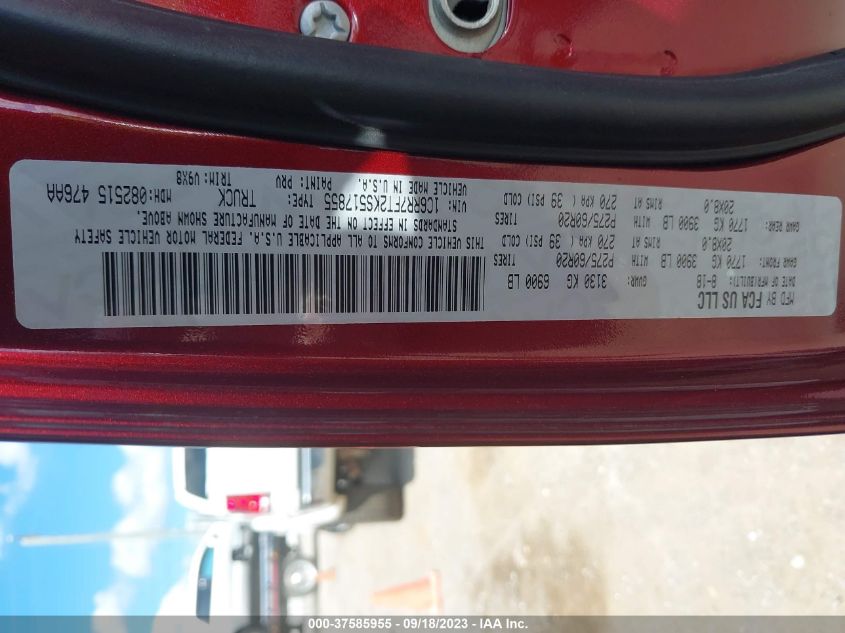 MFD BY FCA US LLC
DATE OF MFR(BUILT): 8-18 GVWR: 3130 KG 6900 LB
GAWR FRONT: 1770 KG 3900 LB WITH P275/60R20 TIRES
20X8.0 RIMS AT 270 KPA ( 39 PSI) COLD
GAWR REAR: 1770 KG 3900 LB WITH P275/60R20 TIRES
20X8.0 RIMS AT 270 KPA ( 39 PSI) COLD
THIS VEHICLE CONFORMS TO ALL APPLICABLE U.S.A. FEDERAL MOTOR VEHICLE SAFETY
STANDARDS IN EFFECT ON THE DATE OF MANUFACTURE SHOWN ABOVE.
VIN: 1C6RR7FT2KS517855 TYPE: TRUCK MDH:082515 476AA
PAINT: PRV TRIM: V9X8
VEHICLE MADE IN U.S.A.
000-37585955 - 09/18/2023 - IAA Inc.